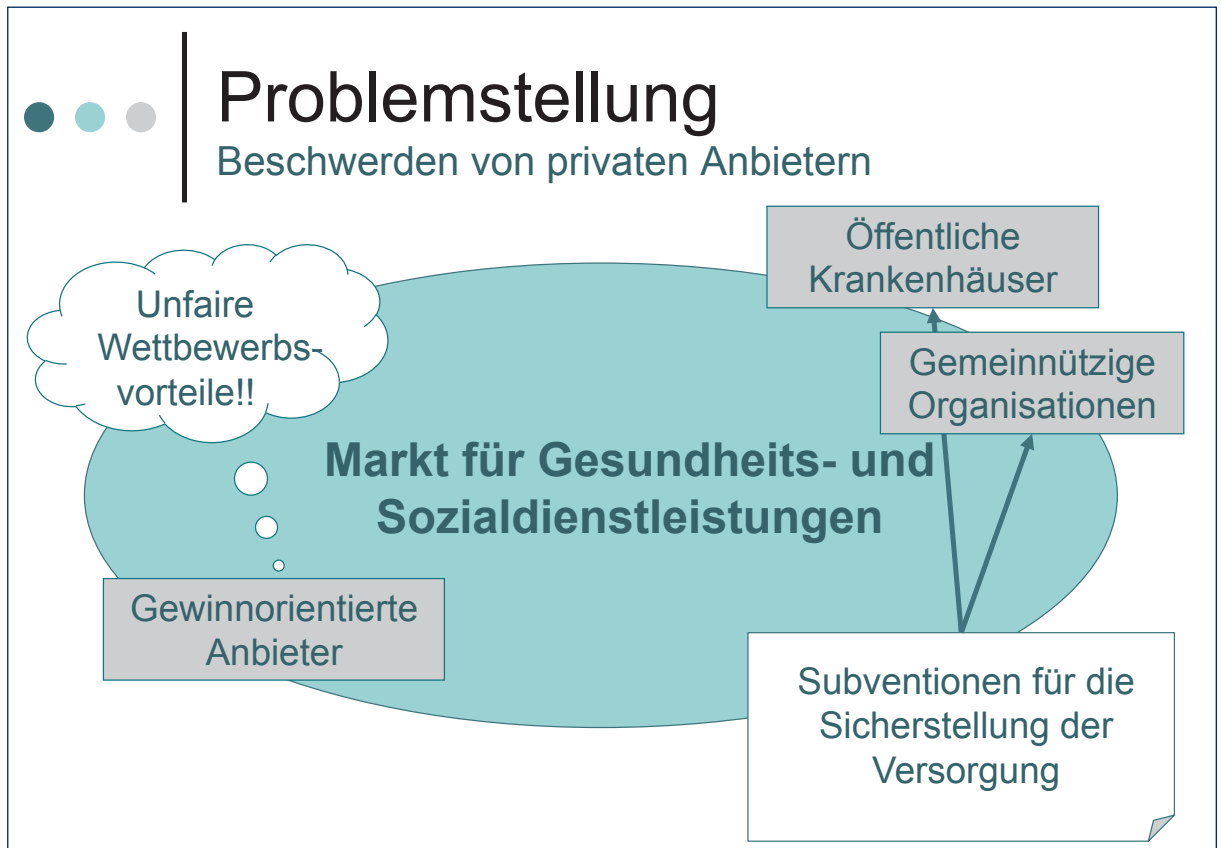 Problemstellung
Beschwerden von privaten Anbietern
Öffentliche
Krankenhäuser
Unfaire
Wettbewerbs-
vorteile!!
Gemeinnützige
Organisationen
Markt für Gesundheits- und
Sozialdienstleistungen
Gewinnorientierte
Anbieter
Subventionen für die
Sicherstellung der
Versorgung